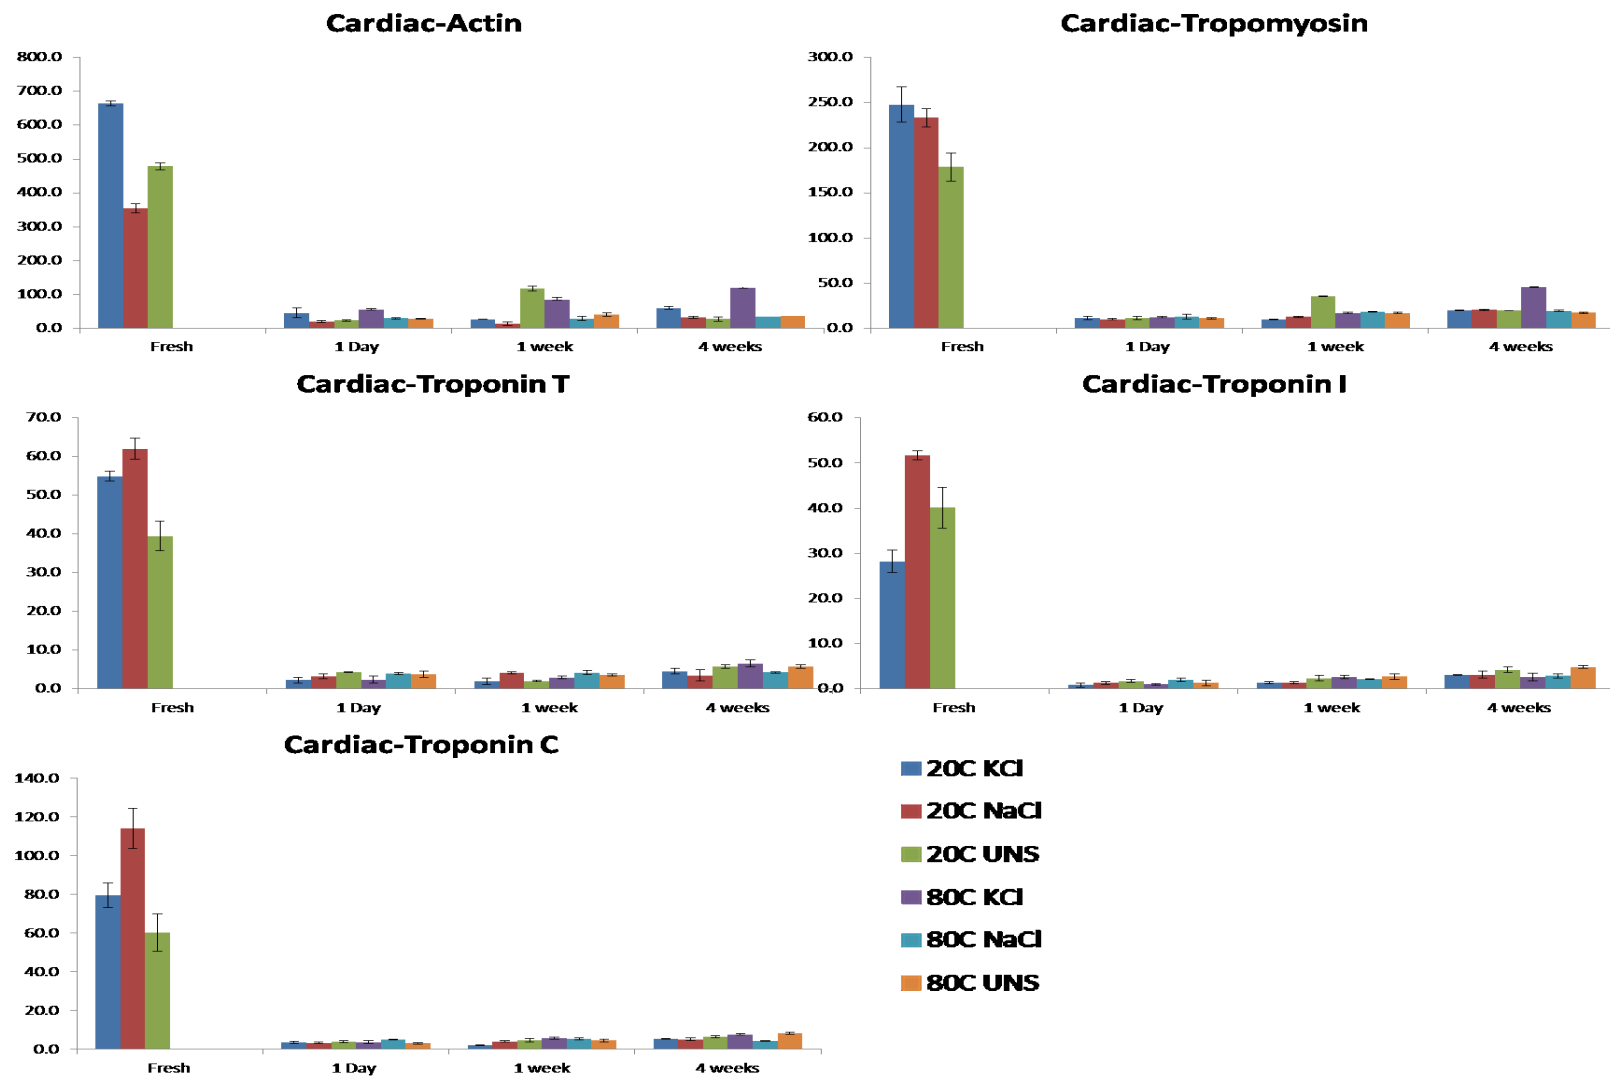 Cardiac-Actin
800.0
700.0
600.0
500.0
400.0
300.0
200.0
100.0
0.0
Fresh 1 Day 1 week 4 weeks
Cardiac-Tropomyosin
300.0
250.0
200.0
150.0
100.0
50.0
0.0
Fresh 1 Day 1 week 4 weeks
Cardiac-Troponin T
70.0
60.0
50.0
40.0
30.0
20.0
10.0
0.0
Fresh 1 Day 1 week 4 weeks
Cardiac-Troponin I
60.0
50.0
40.0
30.0
20.0
10.0
0.0
Fresh 1 Day 1 week 4 weeks
Cardiac-Troponin C
140.0
120.0
100.0
80.0
60.0
40.0
20.0
0.0
Fresh 1 Day 1 week 4 weeks
20C KCl
20C NaCl
20C UNS
80C KCl
80C NaCl
80C UNS